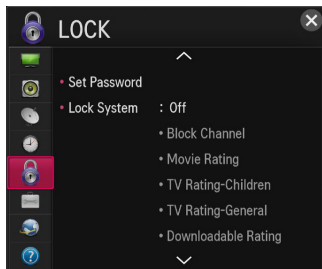 LOCK
• Set Password
• Lock System : Off
• Block Channel
• Movie Rating
• TV Rating-Children
• TV Rating-General
• Downloadable Rating